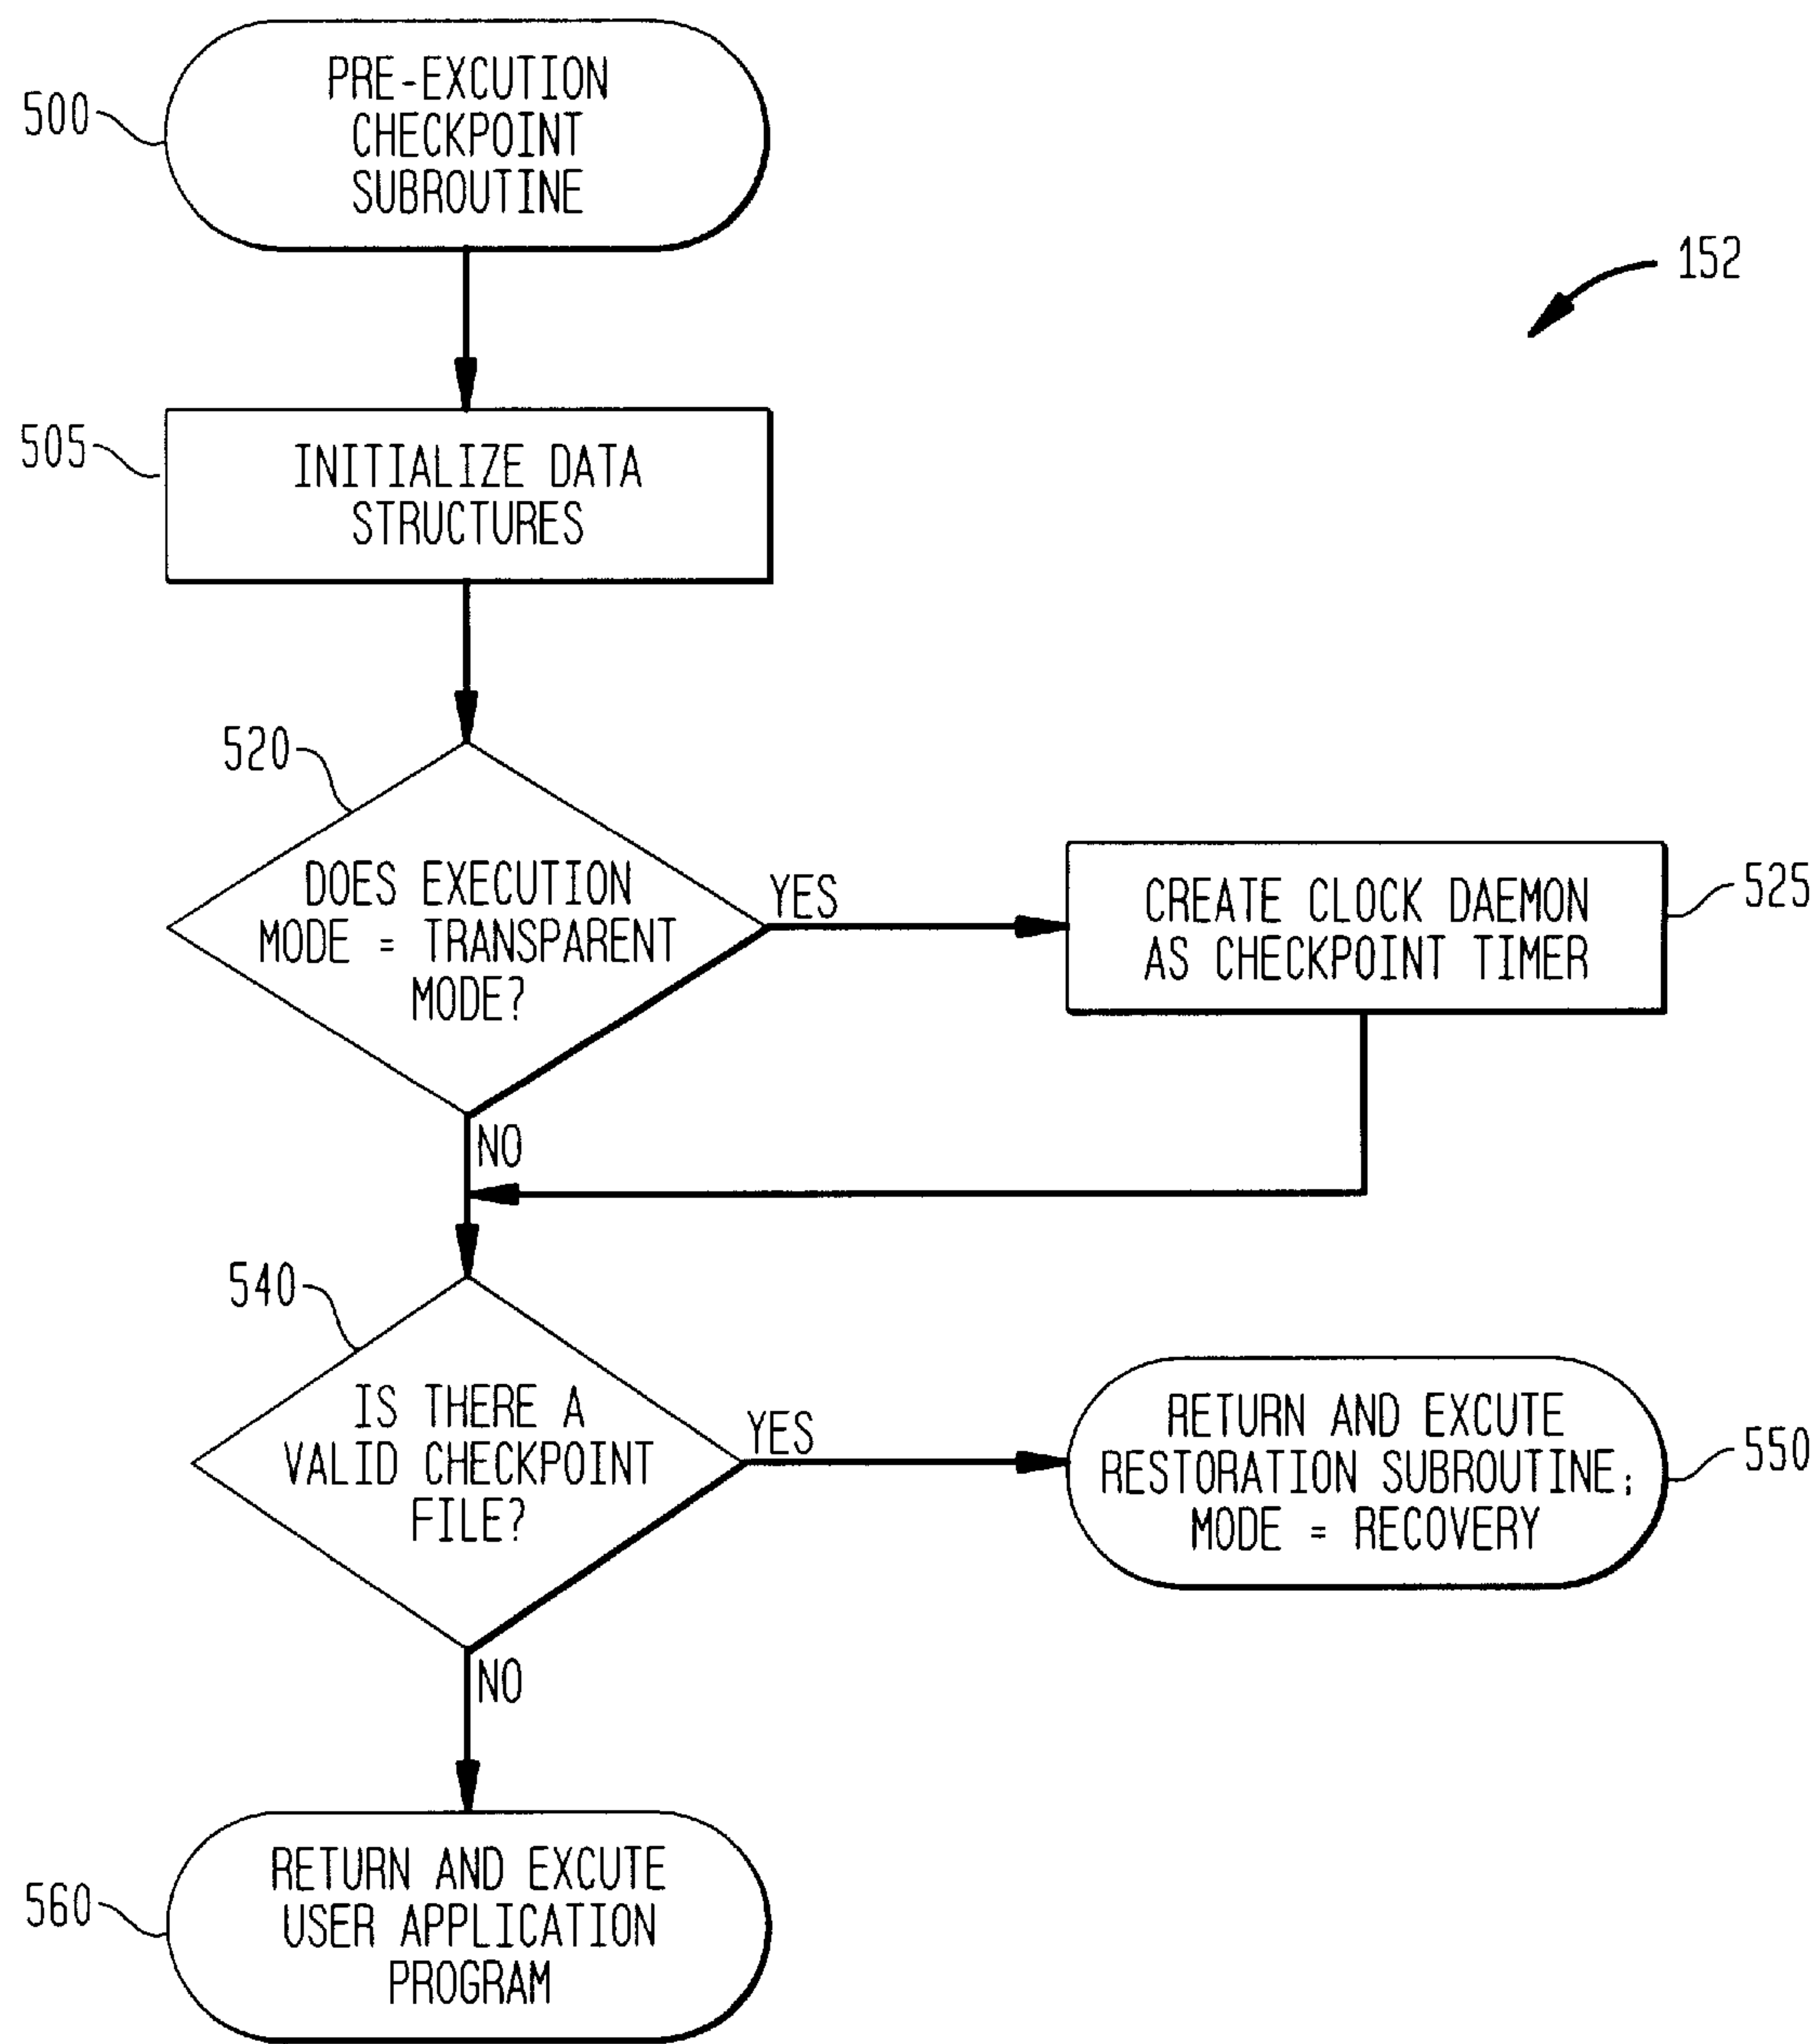 500
PRE-EXCUTION
CHECKPOINT
SUBROUTINE
152
505
INITIALIZE DATA
STRUCTURES
520
DOES EXECUTION
MODE = TRANSPARENT
MODE?
YES
CREATE CLOCK DAEMON
AS CHECKPOINT TIMER
525
NO
540
IS THERE A
VALID CHECKPOINT
FILE?
YES
RETURN AND EXCUTE
RESTORATION SUBROUTINE;
MODE = RECOVERY
550
NO
560
RETURN AND EXCUTE
USER APPLICATION
PROGRAM